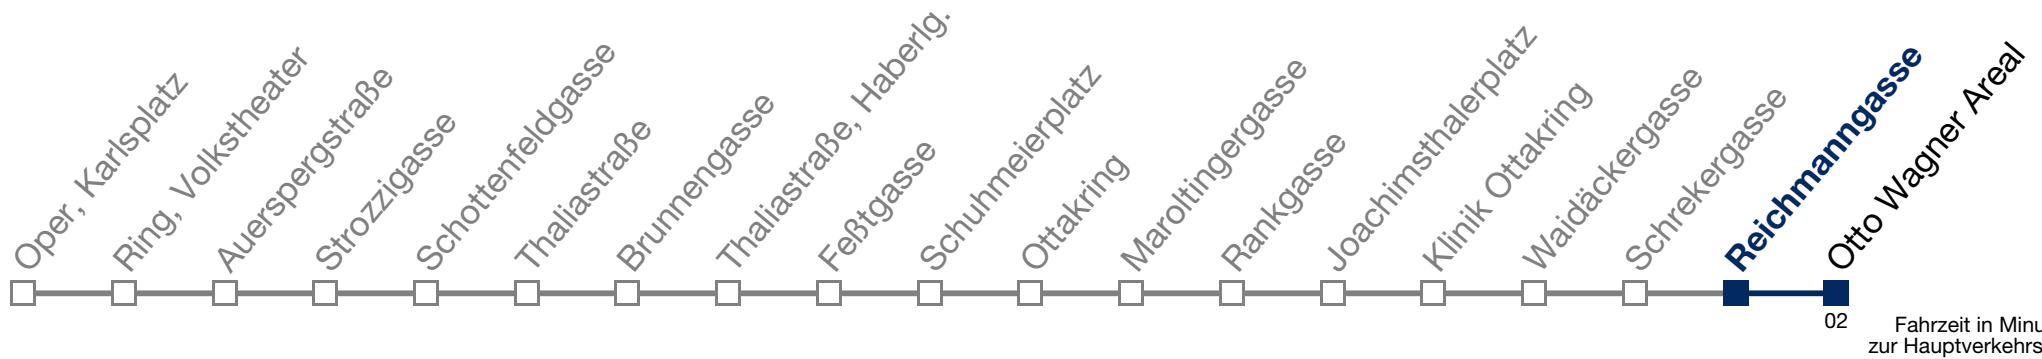 Oper, Karlsplatz
Ring, Volkstheater
Auerspergstraße
Strozzigasse
Schottenfeldgasse
Thaliastraße
Brunnengasse
Thaliastraße, Haberlg.
Feßtgasse
Schuhmeierplatz
Ottakring
Maroltingergasse
Rankgasse
Joachimsthalerplatz
Klinik Ottakring
Waidäckergasse
Schrekergasse
Reichmanngasse
Otto Wagner Areal
02
Fahrzeit in Minu
zur Hauptverkehrs